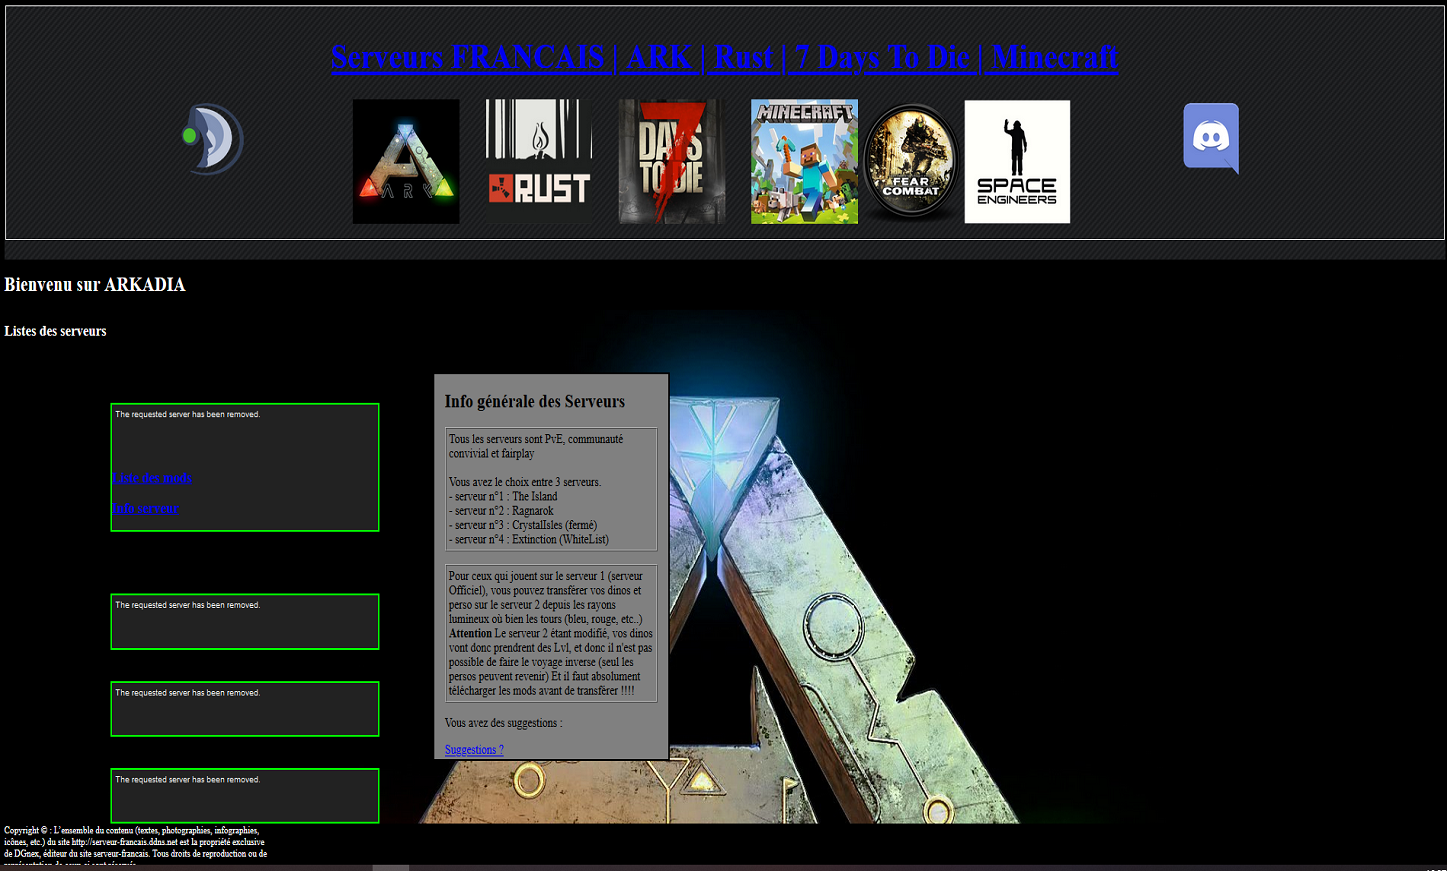 Serveurs FRANCAIS | ARK | Rust | 7 Days To Die | Minecraft
ARK
RUST
7
DAYS
TO DIE
MINECRAFT
FEAR
COMBAT
SPACE
ENGINEERS
Bienvenu sur ARKADIA
Listes des serveurs
The requested server has been removed.
Liste des mods
Info serveur
The requested server has been removed.
The requested server has been removed.
The requested server has been removed.
Info générale des Serveurs
Tous les serveurs sont PvE, communauté
convivial et fairplay
Vous avez le choix entre 3 serveurs.
- serveur n°1 : The Island
- serveur n°2 : Ragnarok
- serveur n°3 : CrystalIsles (fermé)
- serveur n°4 : Extinction (WhiteList)
Pour ceux qui jouent sur le serveur 1 (serveur
Officiel), vous pouvez transférer vos dinos et
perso sur le serveur 2 depuis les rayons
lumineux où bien les tours (bleu, rouge, etc..)
Attention Le serveur 2 étant modifié, vos dinos
vont donc prendrent des Lvl, et donc il n'est pas
possible de faire le voyage inverse (seul les
persos peuvent revenir) Et il faut absolument
télécharger les mods avant de transférer !!!!
Vous avez des suggestions :
Suggestions ?
Copyright © : L'ensemble du contenu (textes, photographies, infographies,
icônes, etc.) du site http://serveur-francais.ddns.net est la propriété exclusive
de DGnex, éditeur du site serveur-francais. Tous droits de reproduction ou de